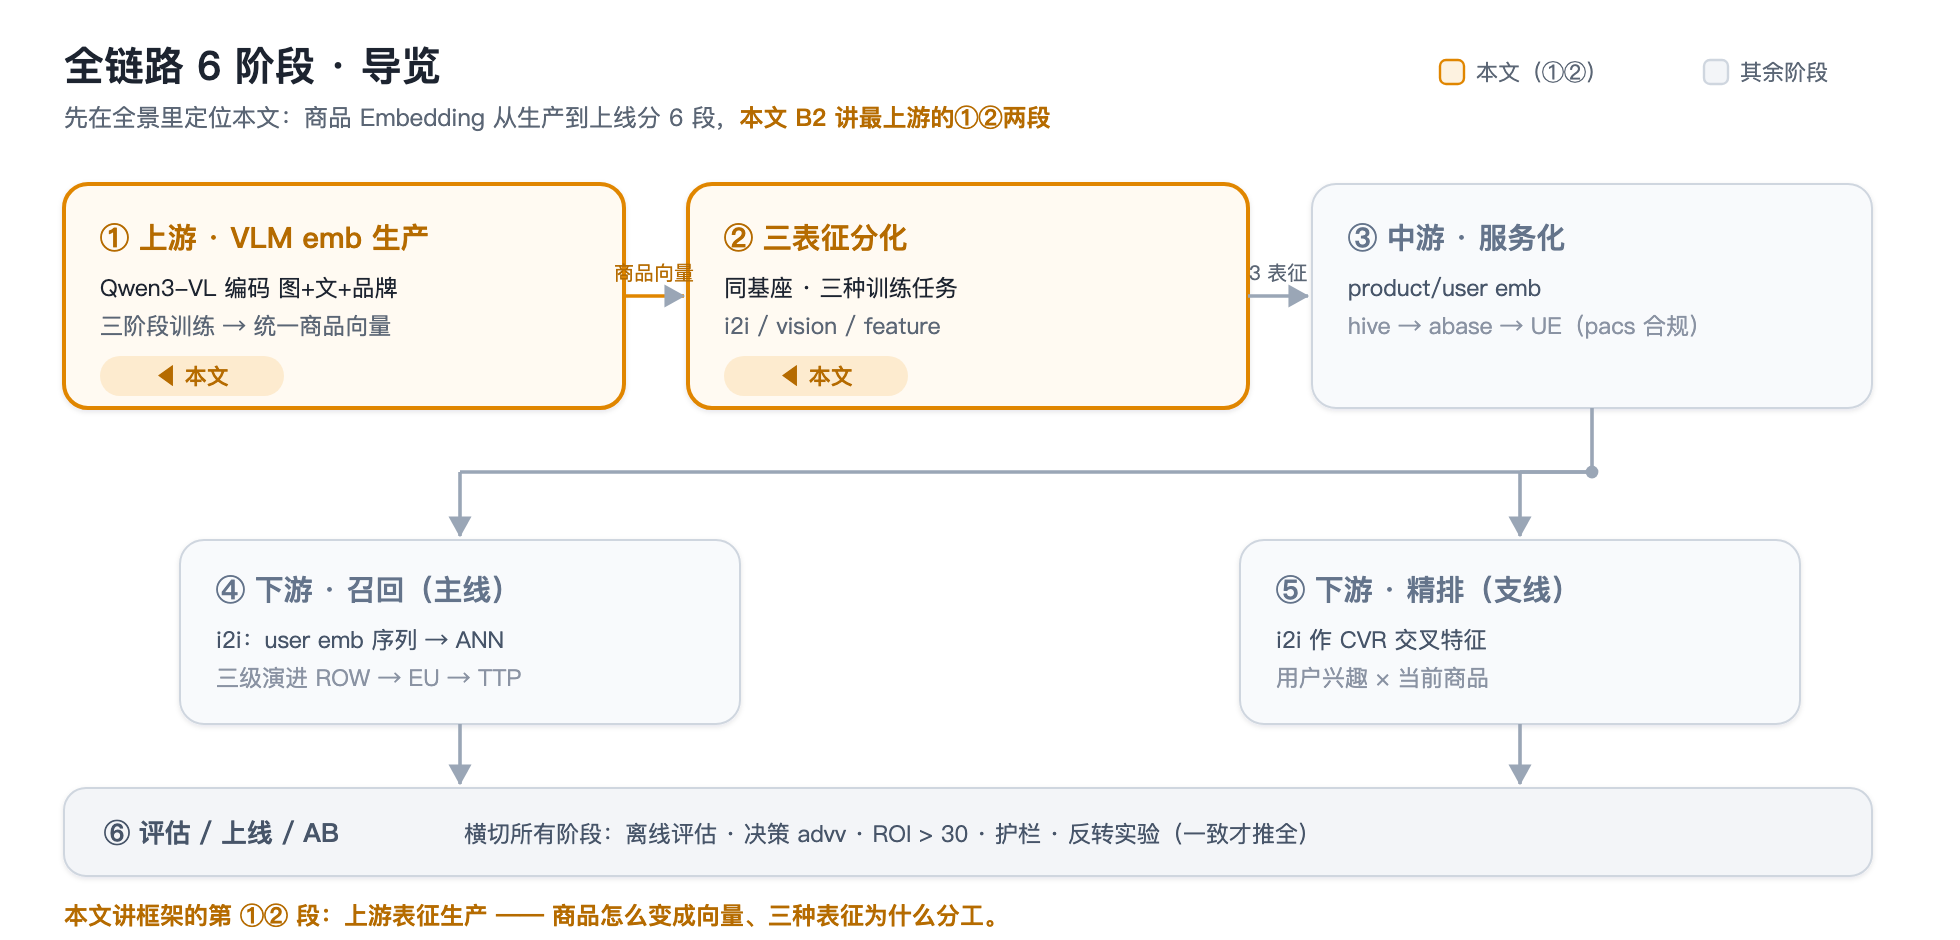 全链路 6 阶段 · 导览
本文（①②）
其余阶段
先在全景里定位本文：商品 Embedding 从生产到上线分 6 段，本文 B2 讲最上游的①②两段
① 上游 · VLM emb 生产
Qwen3-VL 编码 图+文+品牌
三阶段训练 → 统一商品向量
◀ 本文
商品向量
② 三表征分化
同基座 · 三种训练任务
i2i / vision / feature
◀ 本文
3 表征
③ 中游 · 服务化
product/user emb
hive → abase → UE（pacs 合规）
④ 下游 · 召回（主线）
i2i：user emb 序列 → ANN
三级演进 ROW → EU → TTP
⑤ 下游 · 精排（支线）
i2i 作 CVR 交叉特征
用户兴趣 × 当前商品
⑥ 评估 / 上线 / AB
横切所有阶段：离线评估 · 决策 advv · ROI > 30 · 护栏 · 反转实验（一致才推全）
本文讲框架的第 ①② 段：上游表征生产 —— 商品怎么变成向量、三种表征为什么分工。